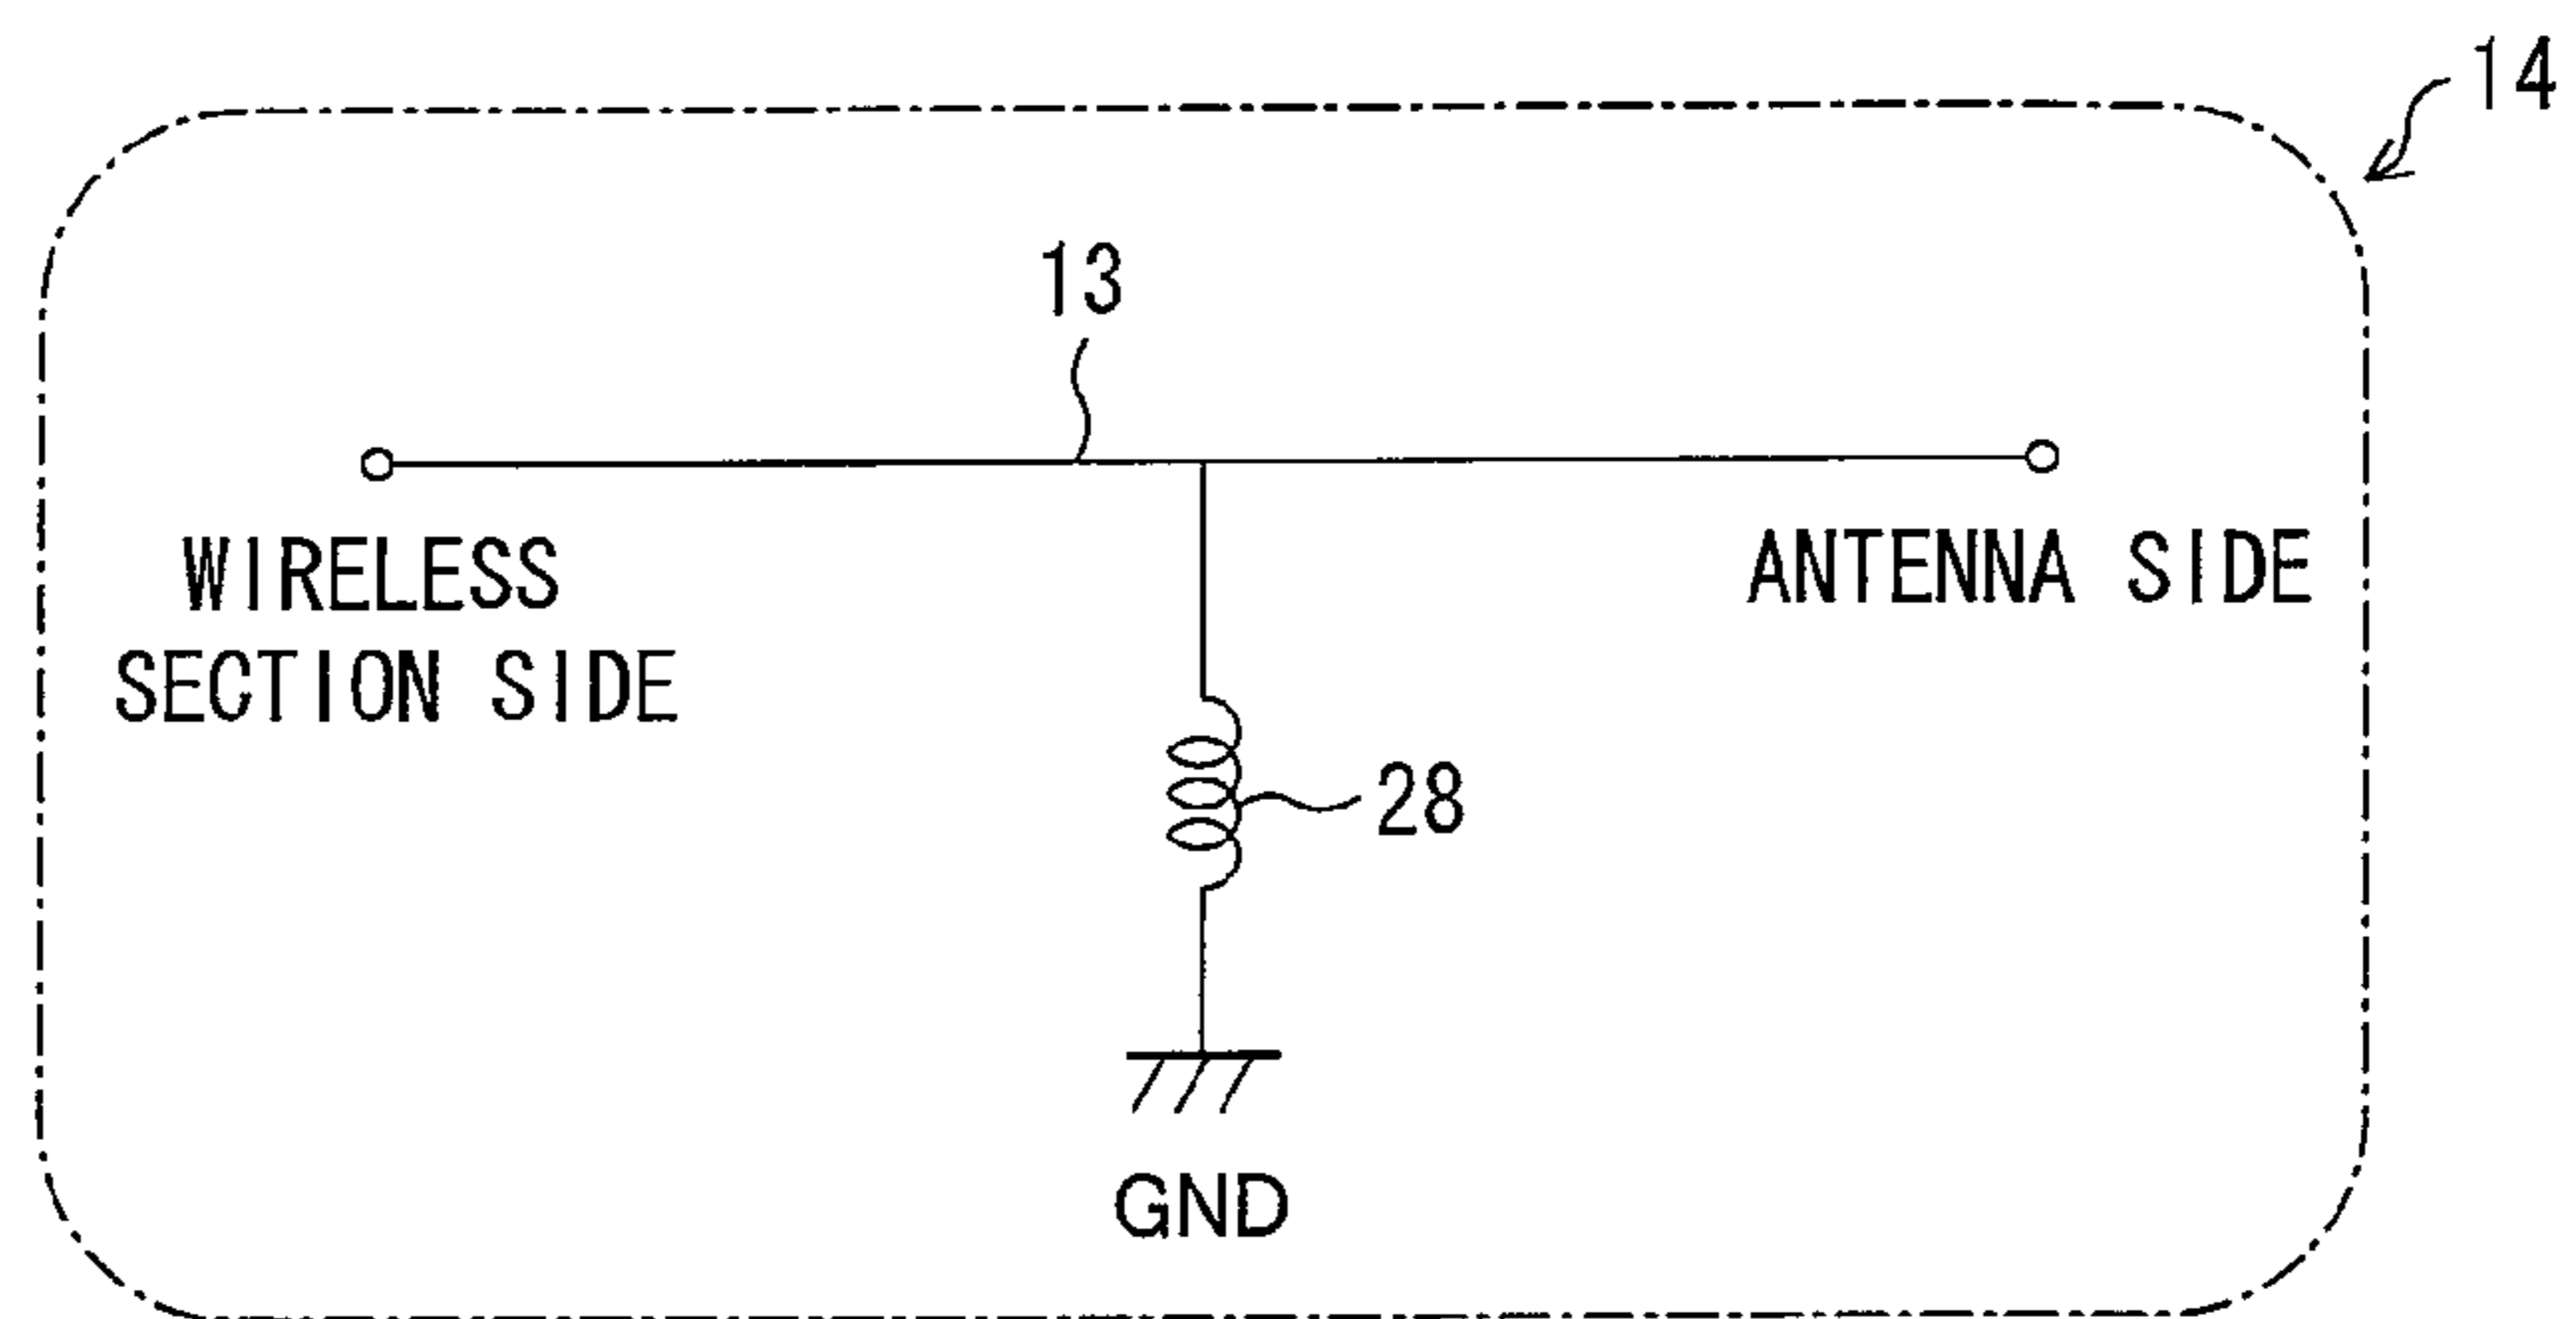 14
13
WIRELESS
SECTION SIDE
ANTENNA SIDE
28
GND